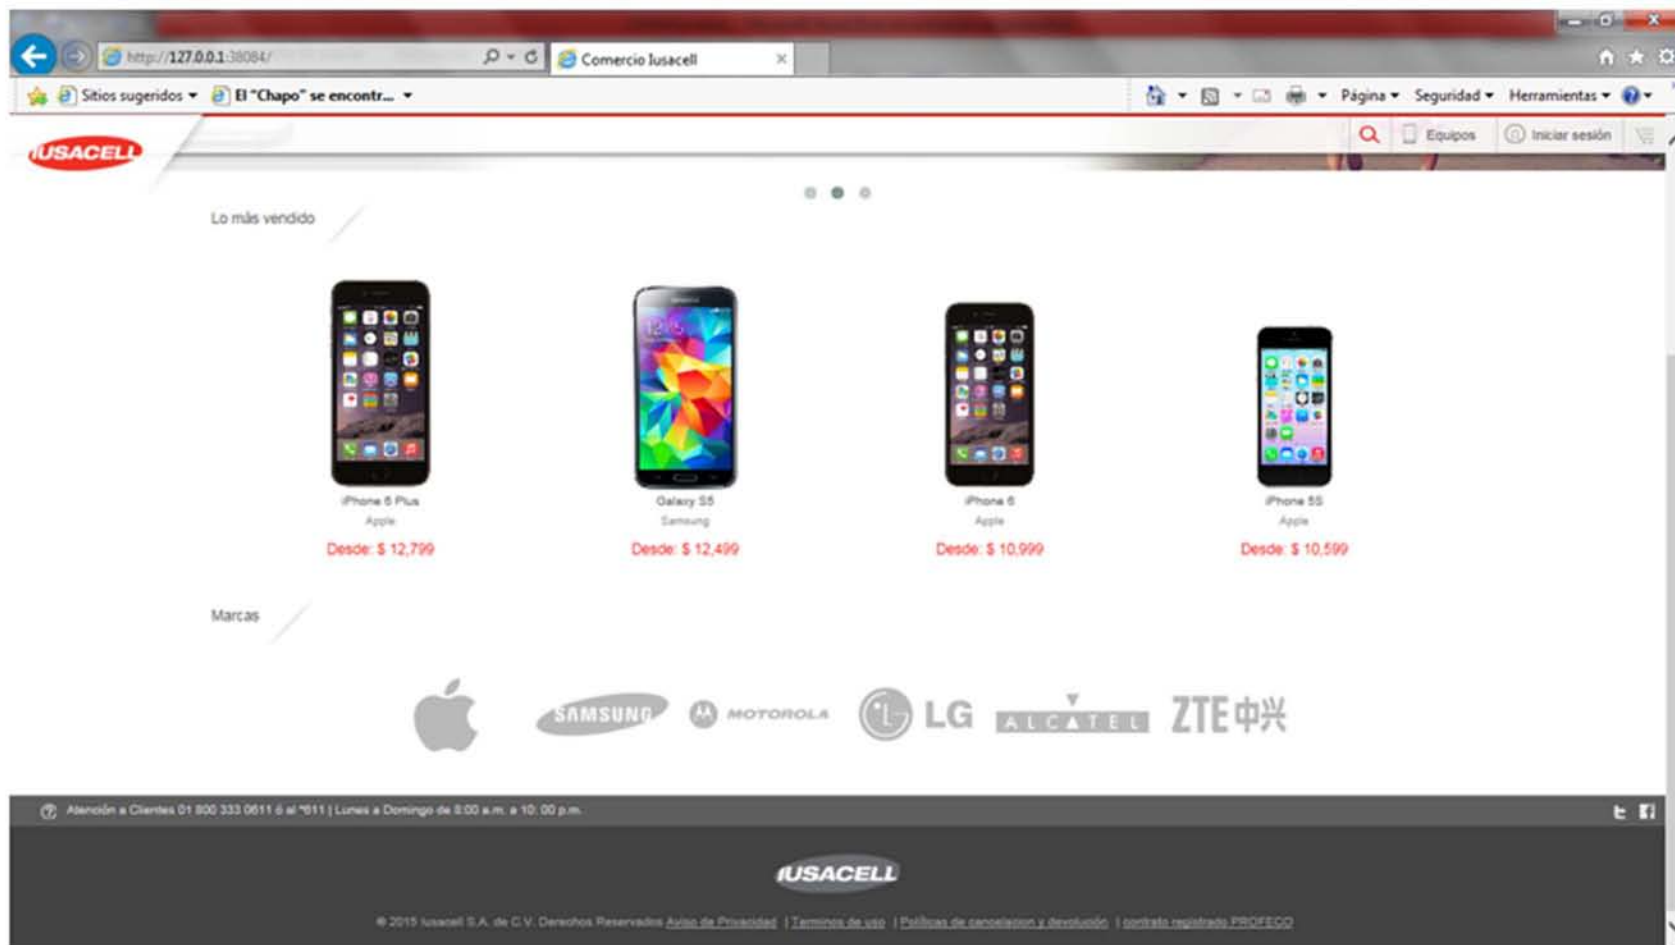 http://127.0.0.1:38084/
Comercio Iusacell
Sitios sugeridos
El "Chapo" se encontr...
Página
Seguridad
Herramientas
IUSACELL
Equipos
Iniciar sesión
Lo más vendido
iPhone 6 Plus
Apple
Desde: $ 12,799
Galaxy S5
Samsung
Desde: $ 12,499
iPhone 6
Apple
Desde: $ 10,999
iPhone 5S
Apple
Desde: $ 10,599
Marcas
SAMSUNG
MOTOROLA
LG
ALCATEL
ZTE中兴
Atención a Clientes 01 800 333 0611 ó al *611 | Lunes a Domingo de 8:00 a.m. a 10: 00 p.m.
IUSACELL
© 2015 Iusacell S.A. de C.V. Derechos Reservados Aviso de Privacidad | Terminos de uso | Políticas de cancelacion y devolución | contrato registrado PROFECO